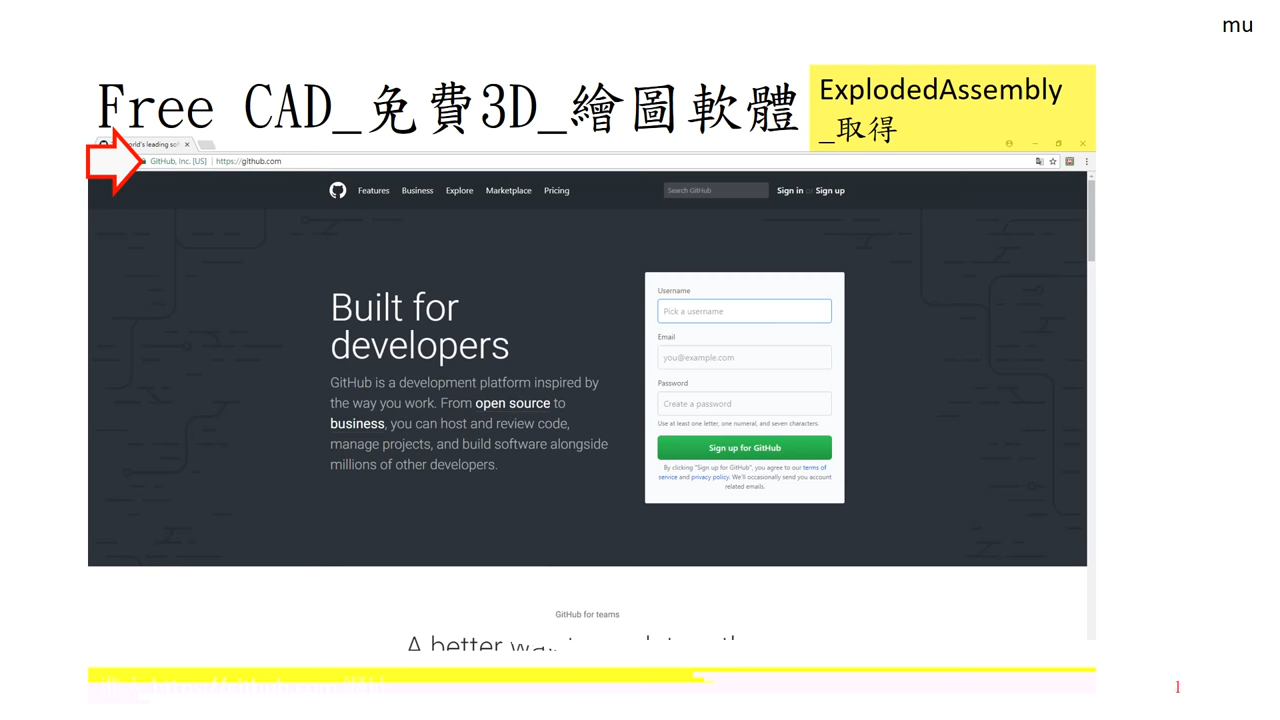 mu
Free CAD_免費3D_繪圖軟體
ExplodedAssembly
_取得
GitHub, Inc. [US] | https://github.com
Features Business Explore Marketplace Pricing
Search GitHub
Sign in or Sign up
Built for
developers
GitHub is a development platform inspired by
the way you work. From open source to
business, you can host and review code,
manage projects, and build software alongside
millions of other developers.
Username
Pick a username
Email
you@example.com
Password
Create a password
Use at least one letter, one numeral, and seven characters.
Sign up for GitHub
By clicking "Sign up for GitHub", you agree to our terms of
service and privacy policy. We'll occasionally send you account
related emails.
GitHub for teams
A better way
1